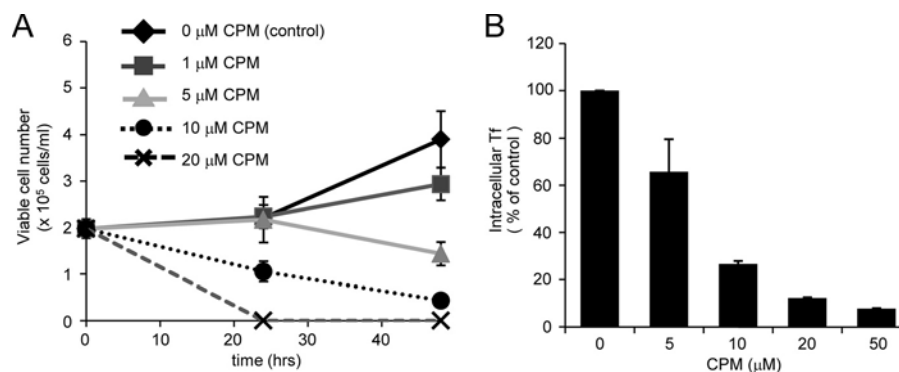 A
Viable cell number
(x 10⁵ cells/ml)
6
5
4
3
2
1
0
0 μM CPM (control)
1 μM CPM
5 μM CPM
10 μM CPM
20 μM CPM
0 10 20 30 40
time (hrs)
B
Intracellular Tf
( % of control)
120
100
80
60
40
20
0
0 5 10 20 50
CPM (μM)